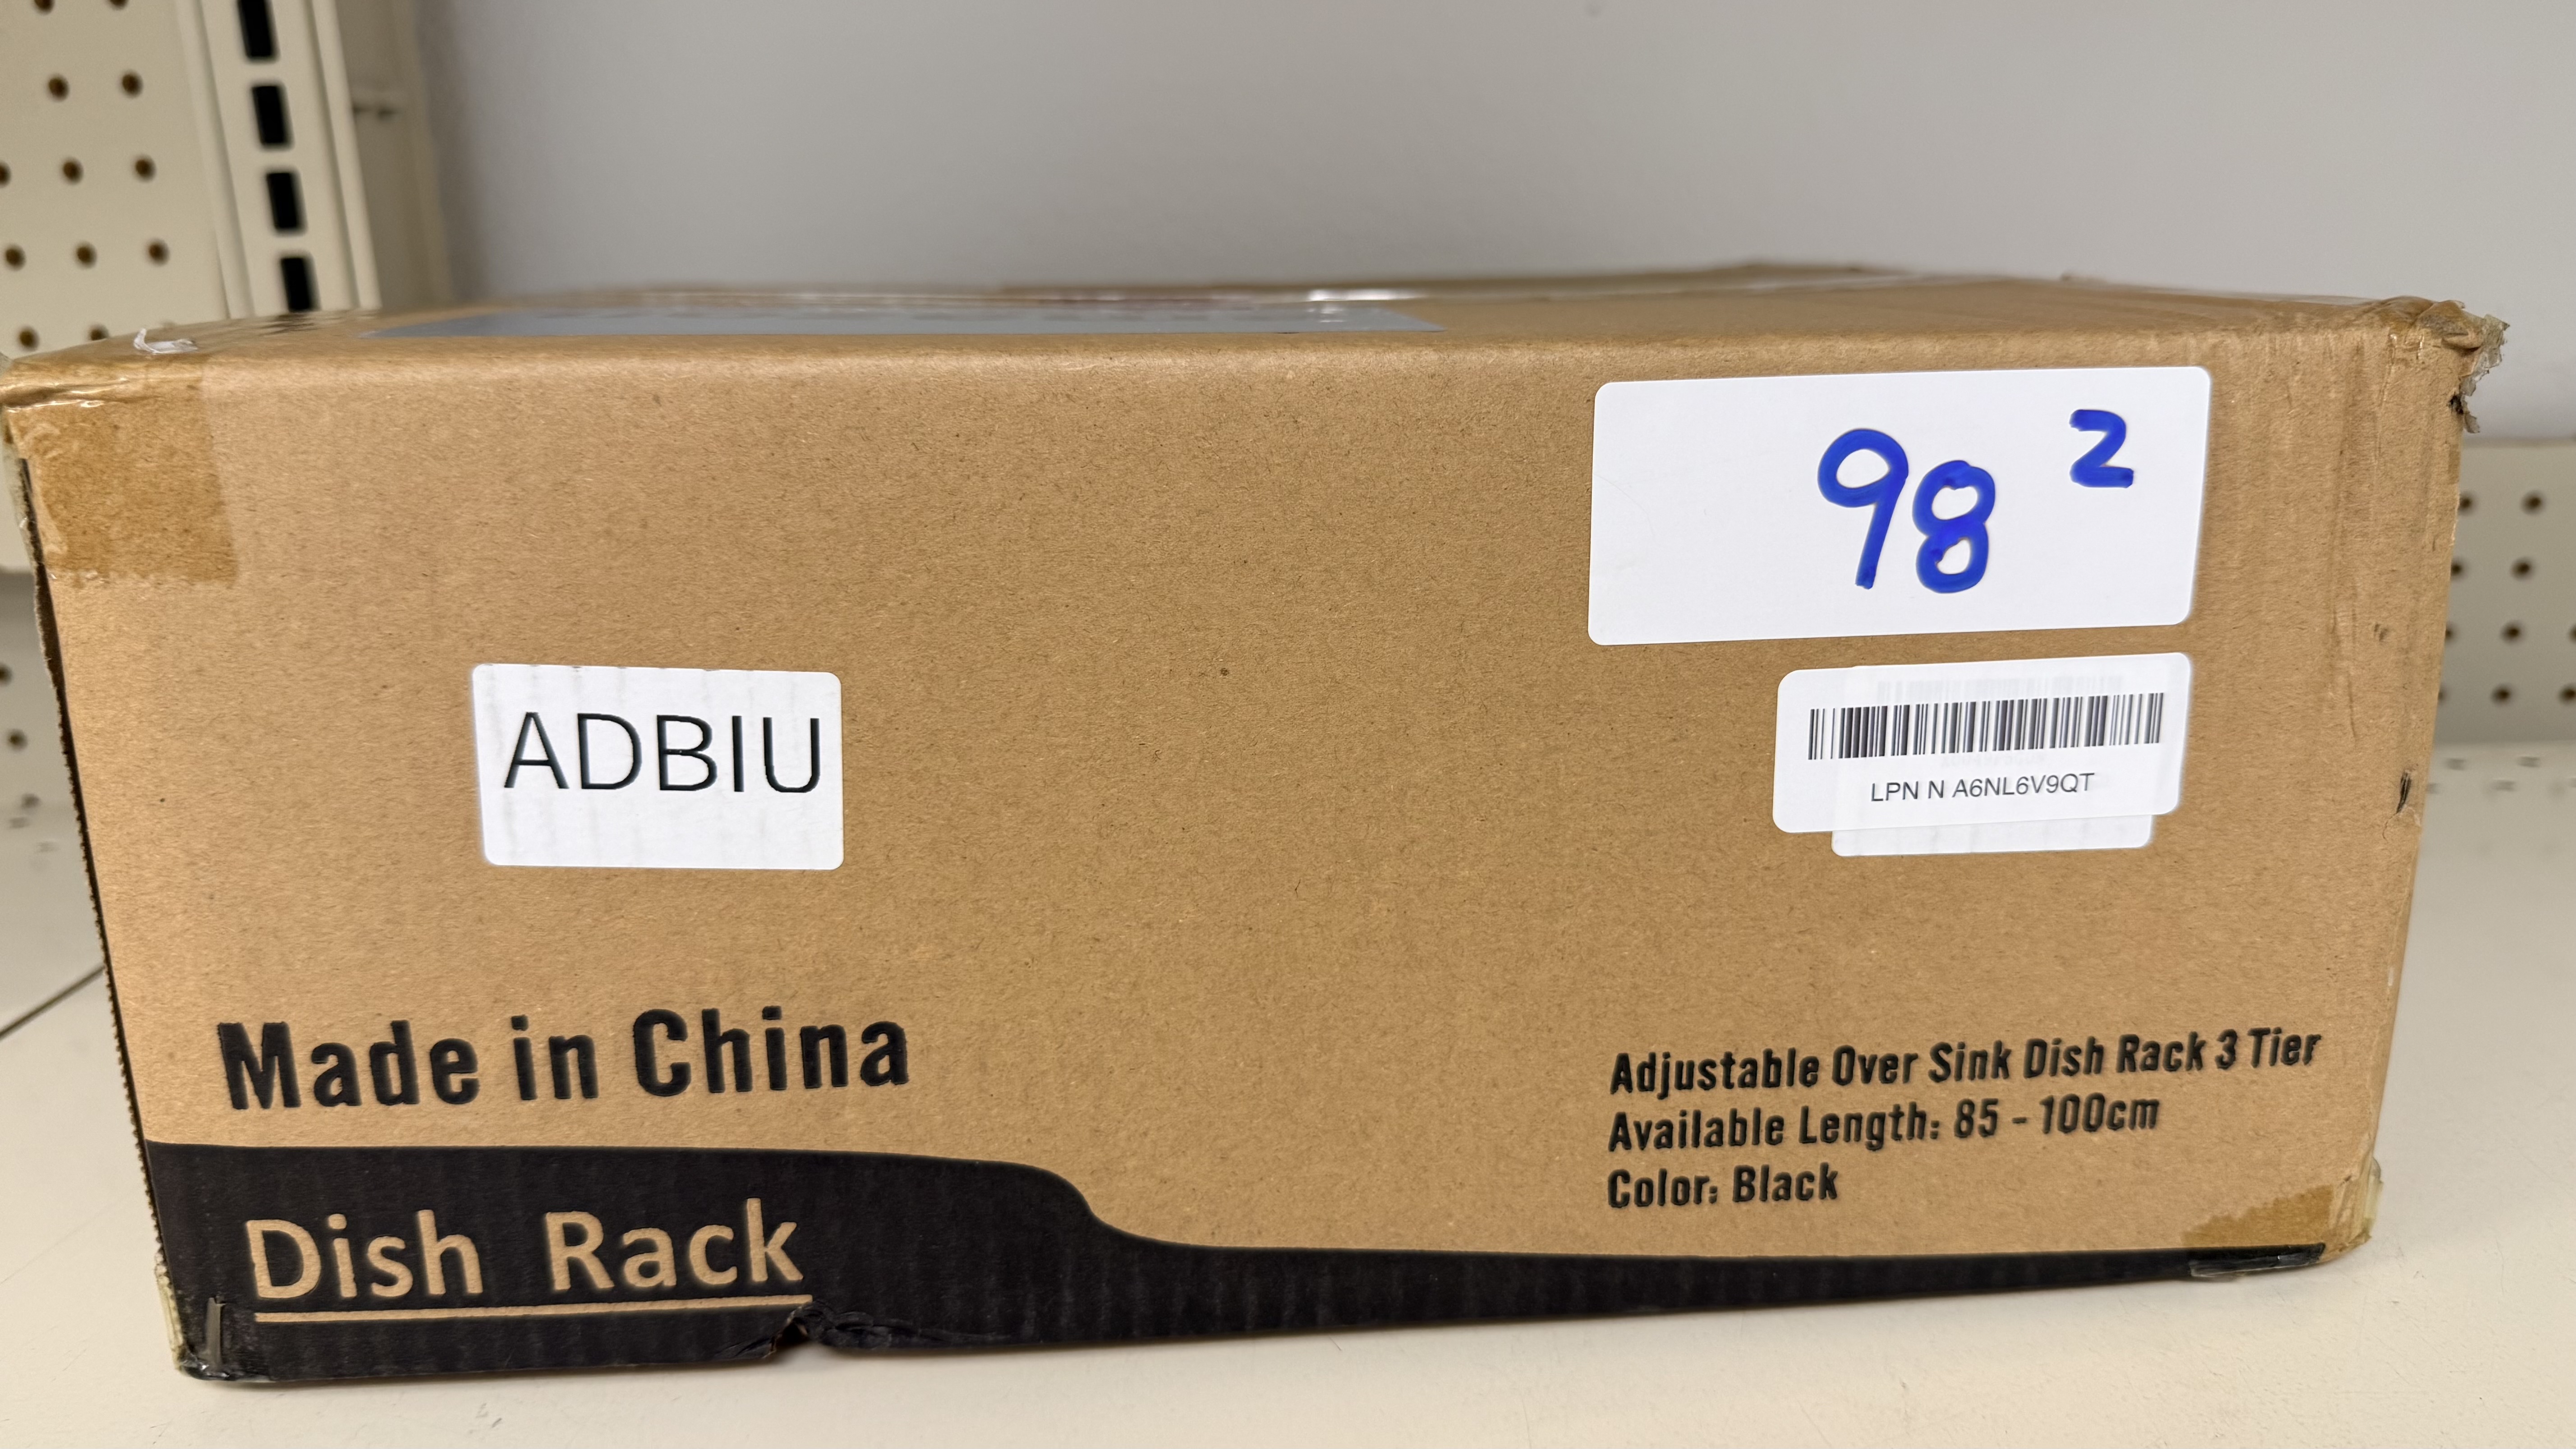 98 2
ADBIU
LPN N A6NL6V9QT
Made in China
Adjustable Over Sink Dish Rack 3 Tier
Available Length: 85 - 100cm
Color: Black
Dish Rack